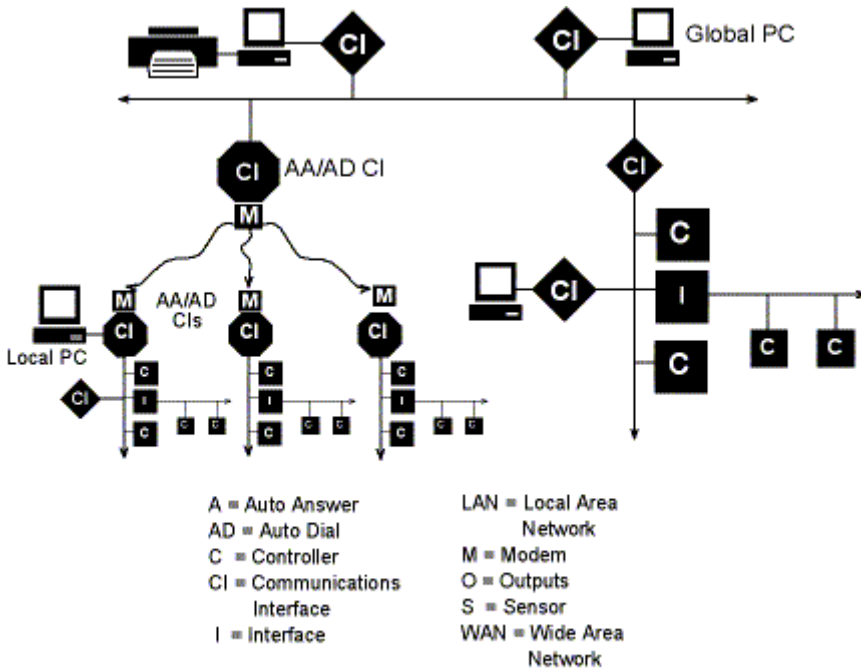 CI
CI
Global PC
CI
AA/AD CI
M
CI
C
M
AA/AD
CIs
M
M
CI
I
CI
CI
CI
Local PC
C
C
C
C
C
C
CI
I
I
I
C
C
C
C
C
C
C
C
C
A = Auto Answer
AD = Auto Dial
C = Controller
CI = Communications
Interface
I = Interface
LAN = Local Area
Network
M = Modem
O = Outputs
S = Sensor
WAN = Wide Area
Network